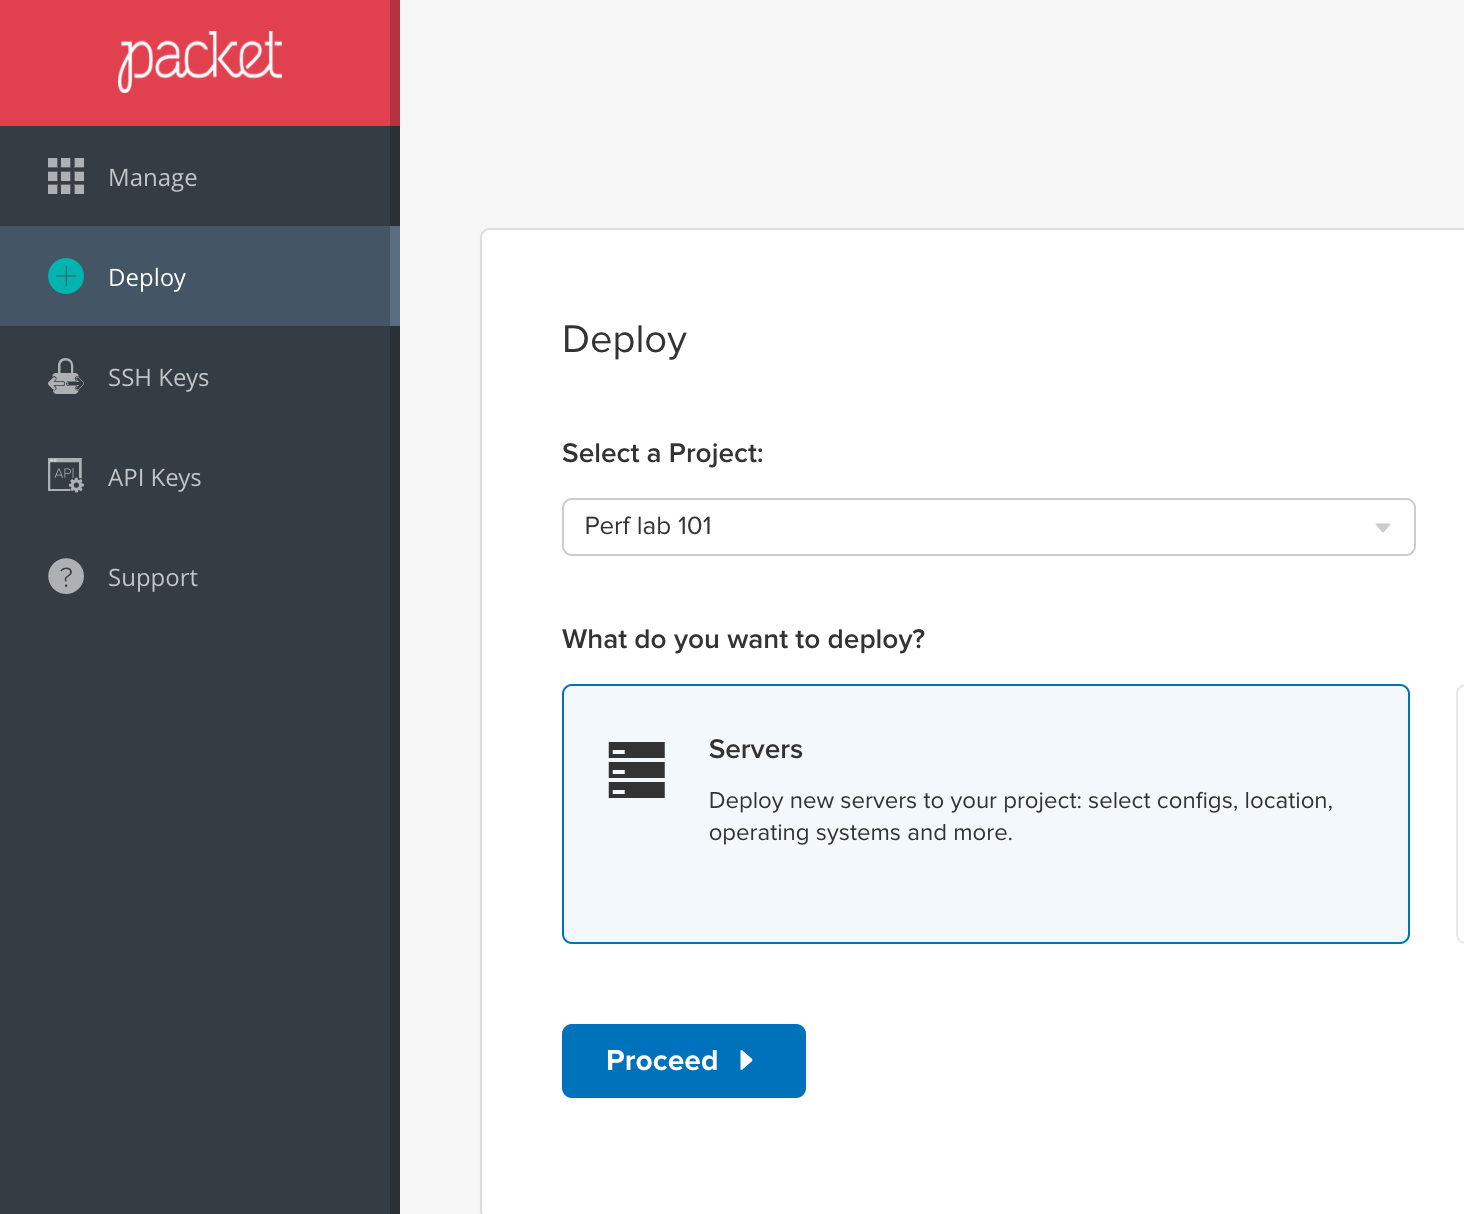 packet
Manage
Deploy
SSH Keys
API
API Keys
?
Support
Deploy
Select a Project:
Perf lab 101
What do you want to deploy?
Servers
Deploy new servers to your project: select configs, location,
operating systems and more.
Proceed